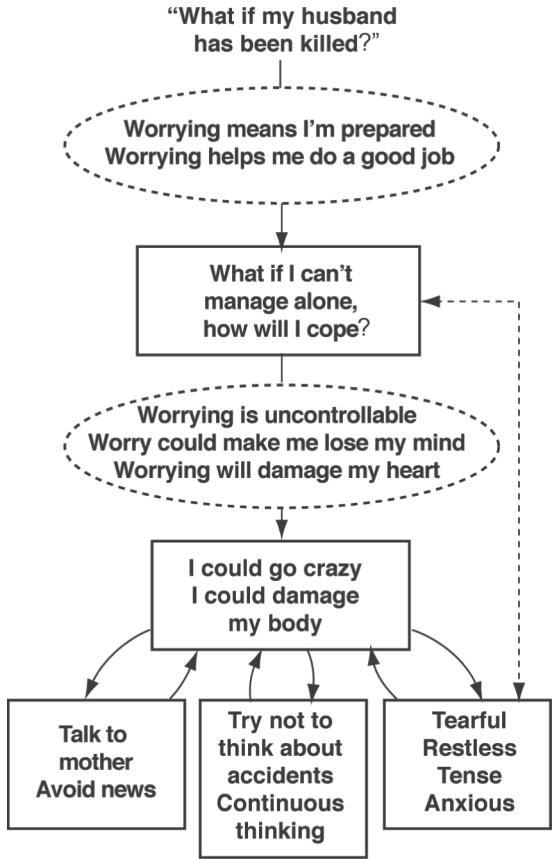 “What if my husband
has been killed?”
Worrying means I’m prepared
Worrying helps me do a good job
What if I can’t
manage alone,
how will I cope?
Worrying is uncontrollable
Worry could make me lose my mind
Worrying will damage my heart
I could go crazy
I could damage
my body
Talk to
mother
Avoid news
Try not to
think about
accidents
Continuous
thinking
Tearful
Restless
Tense
Anxious